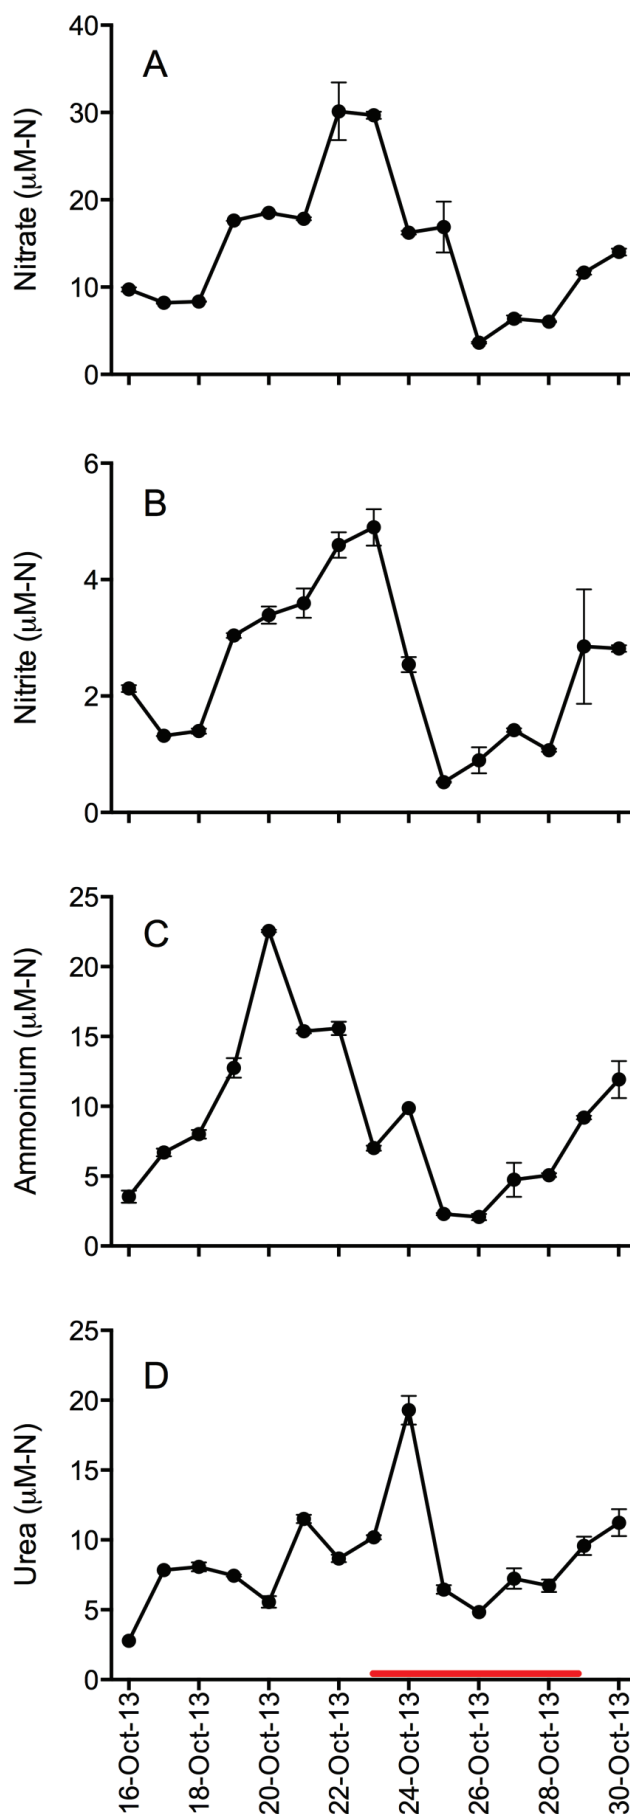 A
Nitrate (μM-N)
40
30
20
10
0
B
Nitrite (μM-N)
6
4
2
0
C
Ammonium (μM-N)
25
20
15
10
5
0
D
Urea (μM-N)
25
20
15
10
5
0
16-Oct-13
18-Oct-13
20-Oct-13
22-Oct-13
24-Oct-13
26-Oct-13
28-Oct-13
30-Oct-13